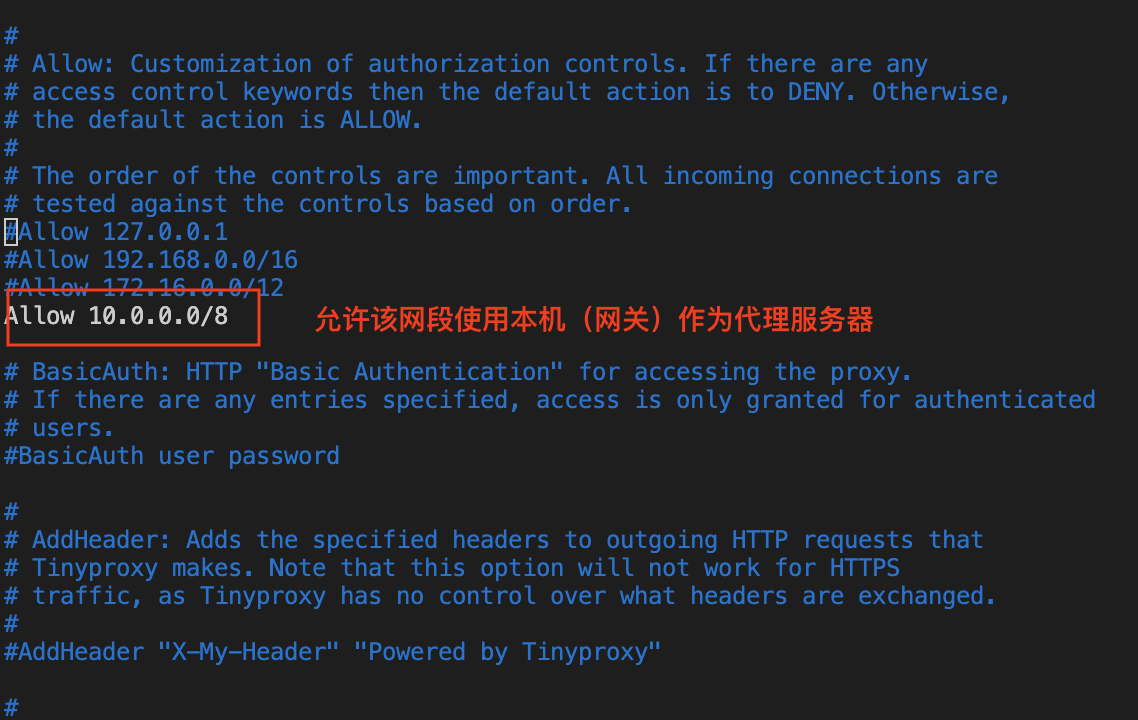 #
# Allow: Customization of authorization controls. If there are any
# access control keywords then the default action is to DENY. Otherwise,
# the default action is ALLOW.
#
# The order of the controls are important. All incoming connections are
# tested against the controls based on order.
#Allow 127.0.0.1
#Allow 192.168.0.0/16
#Allow 172.16.0.0/12
Allow 10.0.0.0/8 允许该网段使用本机（网关）作为代理服务器
# BasicAuth: HTTP "Basic Authentication" for accessing the proxy.
# If there are any entries specified, access is only granted for authenticated
# users.
#BasicAuth user password
#
# AddHeader: Adds the specified headers to outgoing HTTP requests that
# Tinyproxy makes. Note that this option will not work for HTTPS
# traffic, as Tinyproxy has no control over what headers are exchanged.
#
#AddHeader "X-My-Header" "Powered by Tinyproxy"
#